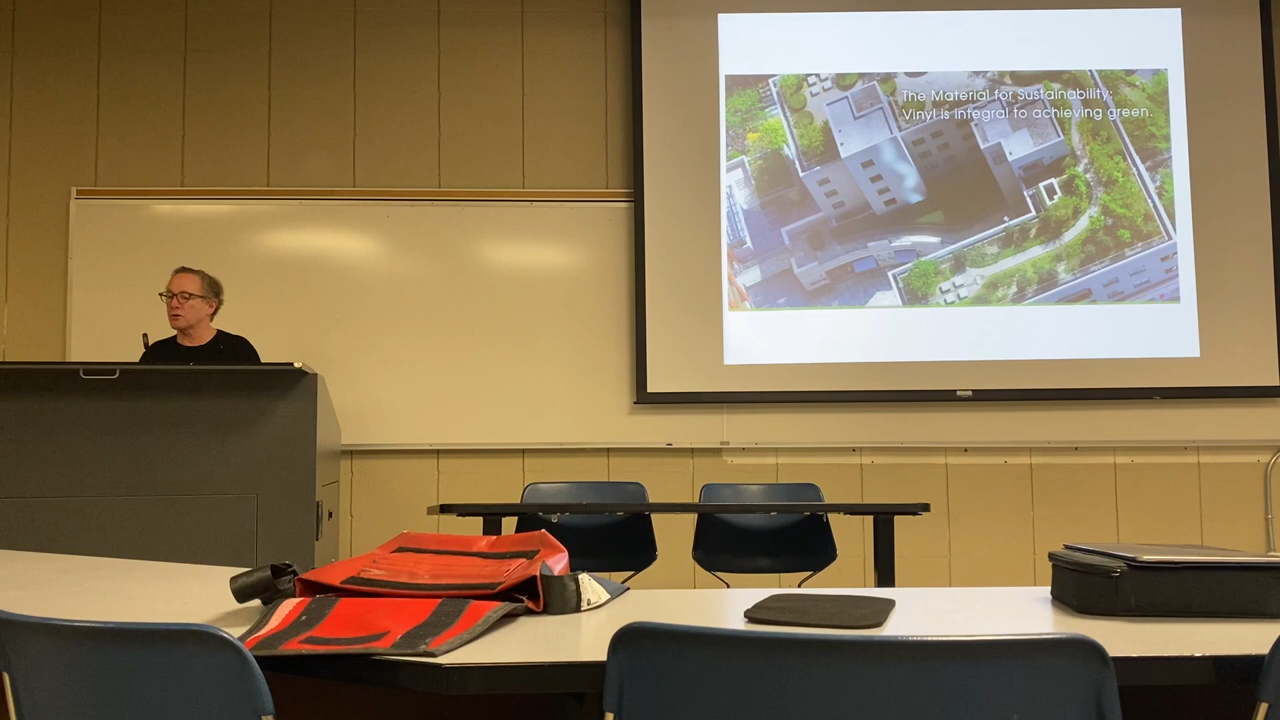 The Material for Sustainability:
Vinyl is integral to achieving green.